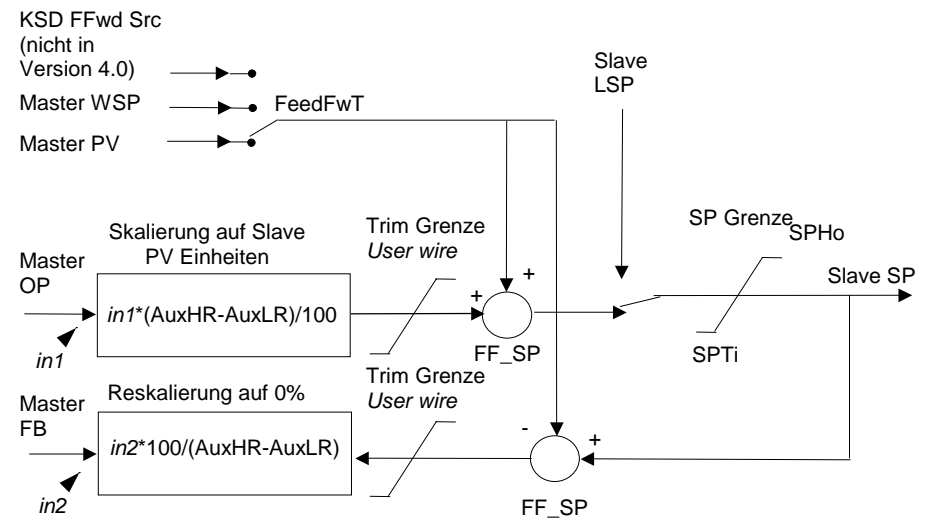 KSD FFwd Src
(nicht in
Version 4.0)
Master WSP
FeedFwT
Master PV
Slave
LSP
Skalierung auf Slave
PV Einheiten
Trim Grenze
User wire
SP Grenze
SPHo
Slave SP
Master
OP
in1*(AuxHR-AuxLR)/100
+
+
in1
FF_SP
SPTi
Reskalierung auf 0%
Trim Grenze
User wire
Master
FB
in2*100/(AuxHR-AuxLR)
-
+
in2
FF_SP